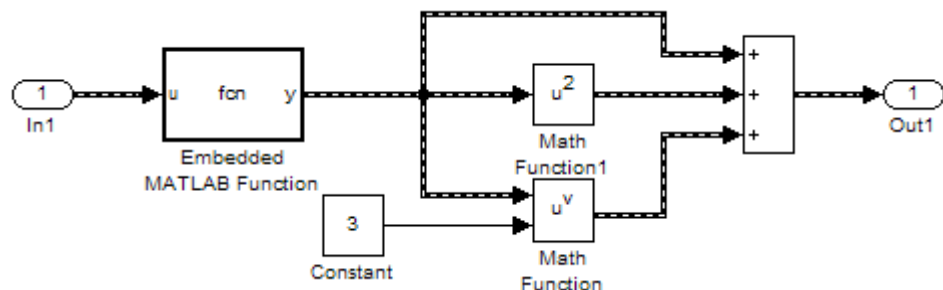 1
In1
u fcn y
Embedded
MATLAB Function
u2
Math
Function1
3
Constant
uv
Math
Function
+
+
+
1
Out1